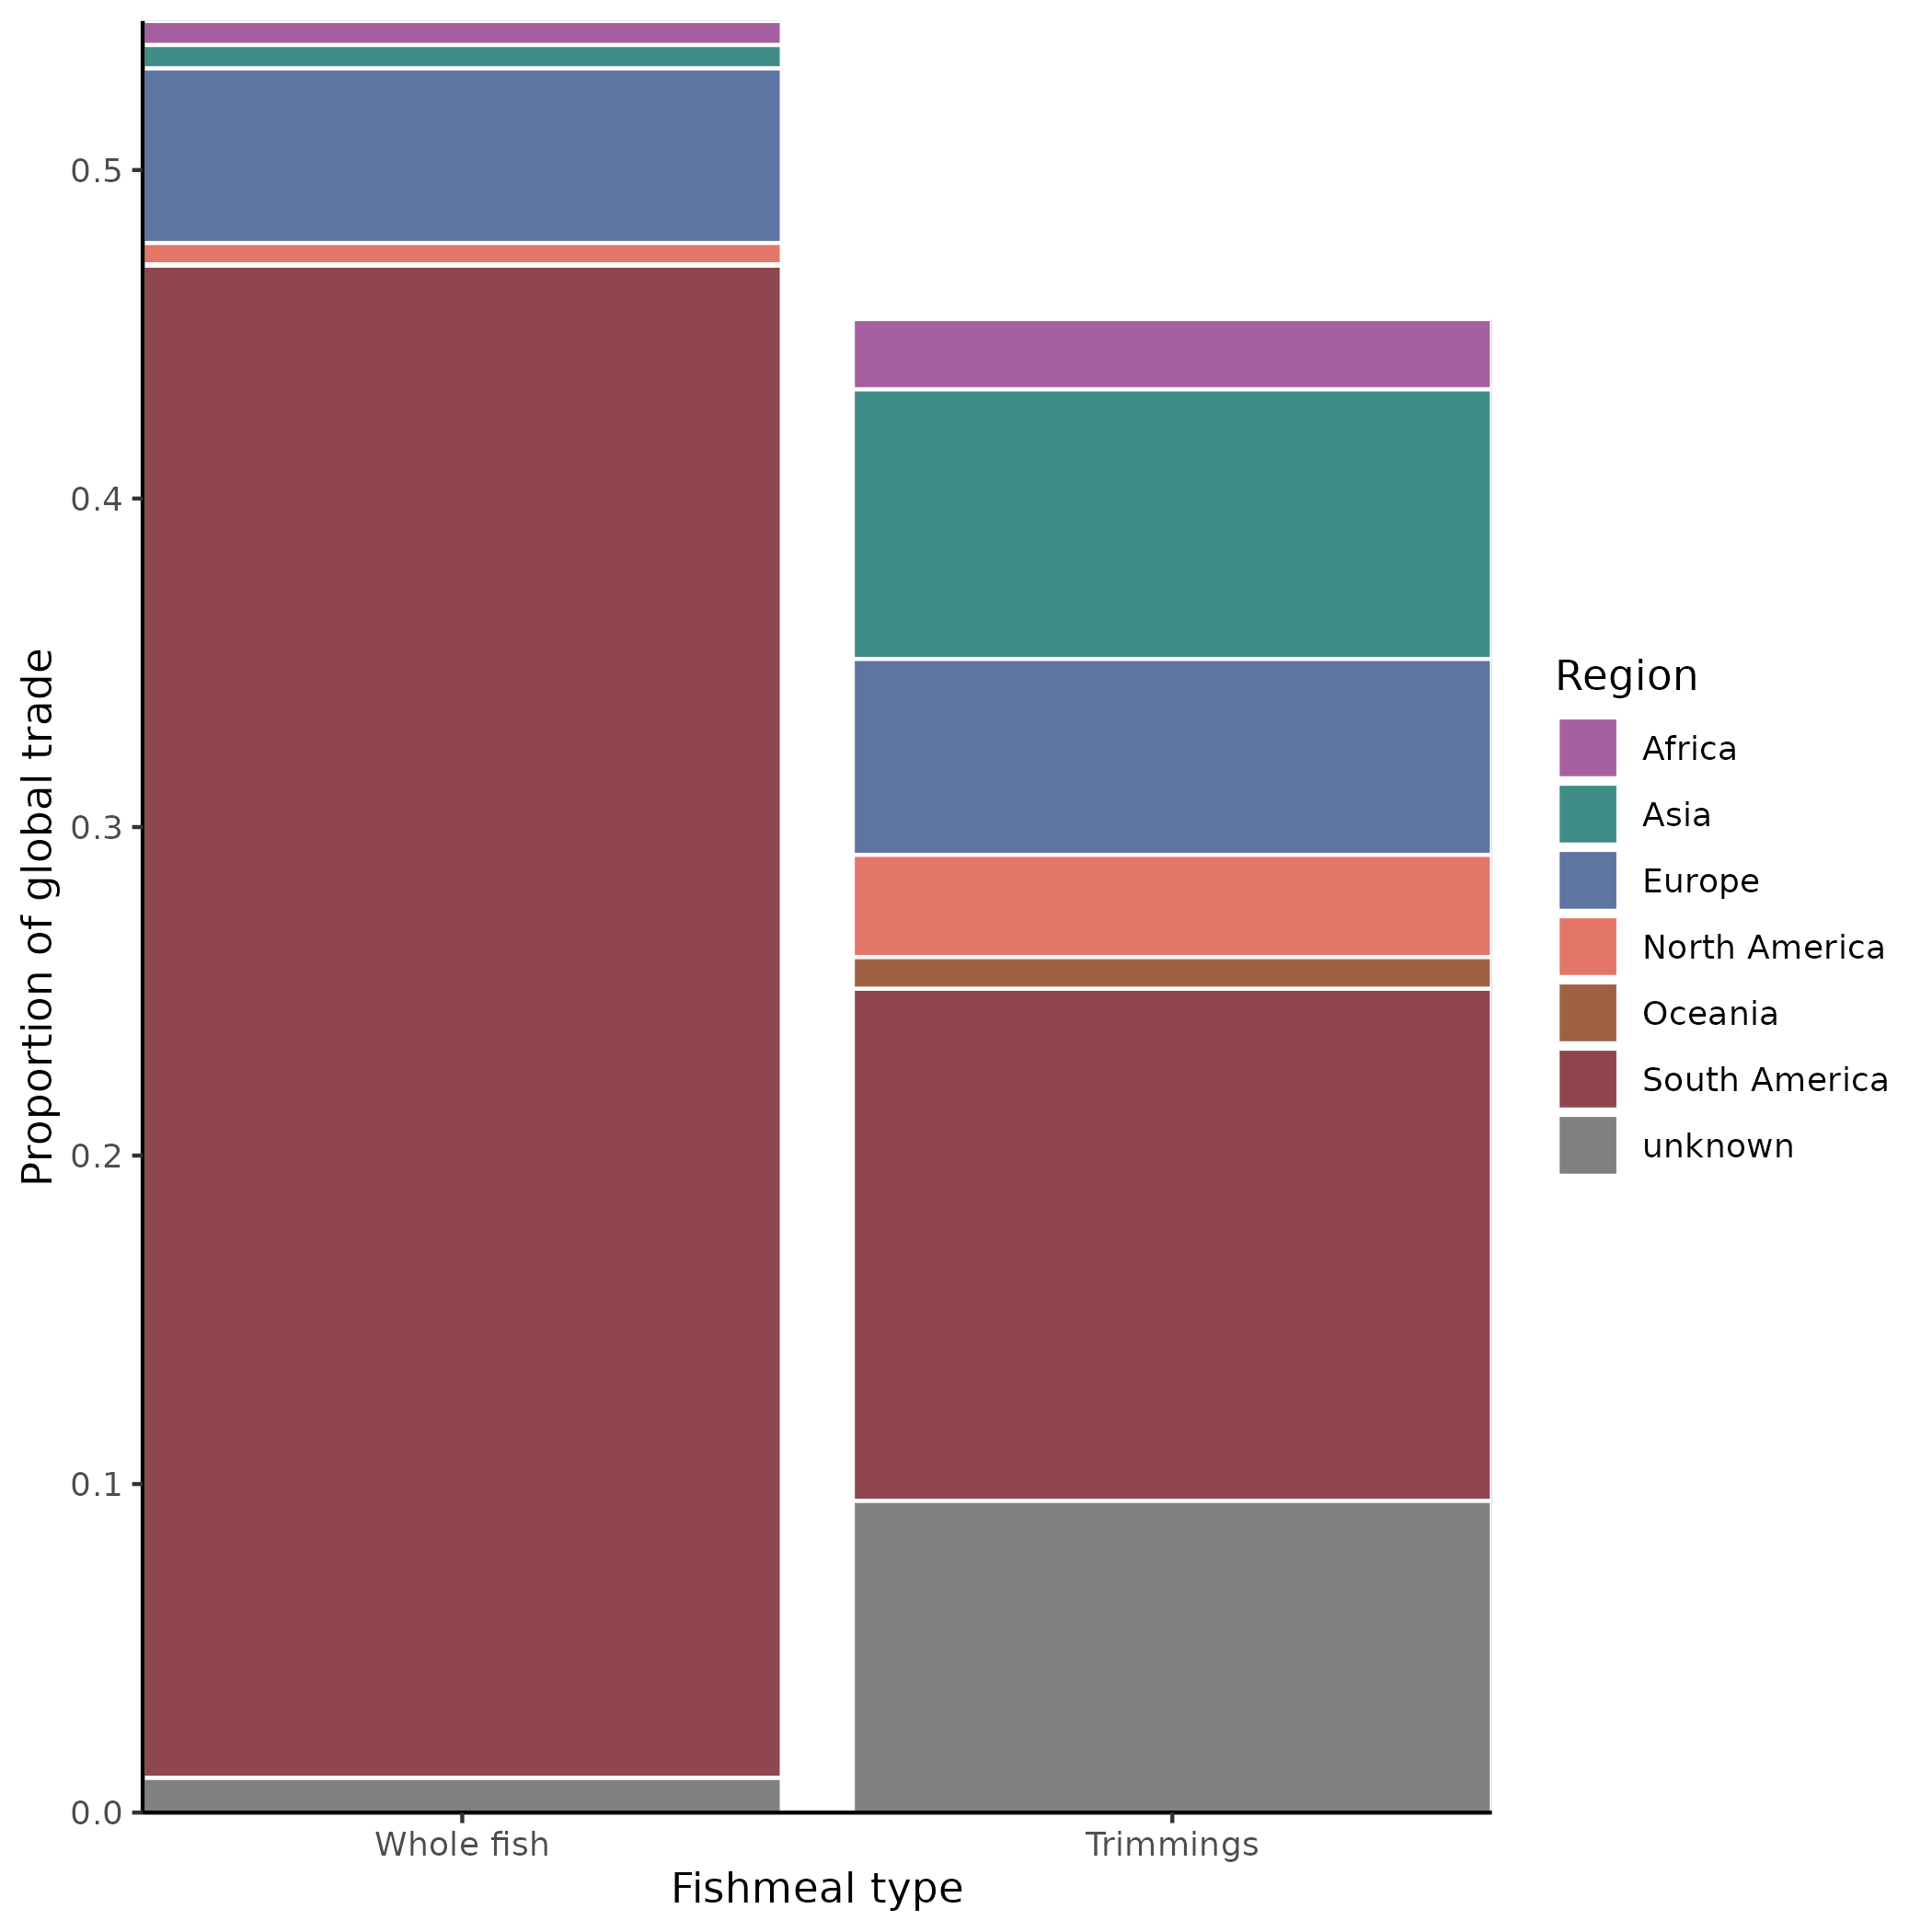 Proportion of global trade
0.5
0.4
0.3
0.2
0.1
0.0
Whole fish
Trimmings
Fishmeal type
Region
Africa
Asia
Europe
North America
Oceania
South America
unknown